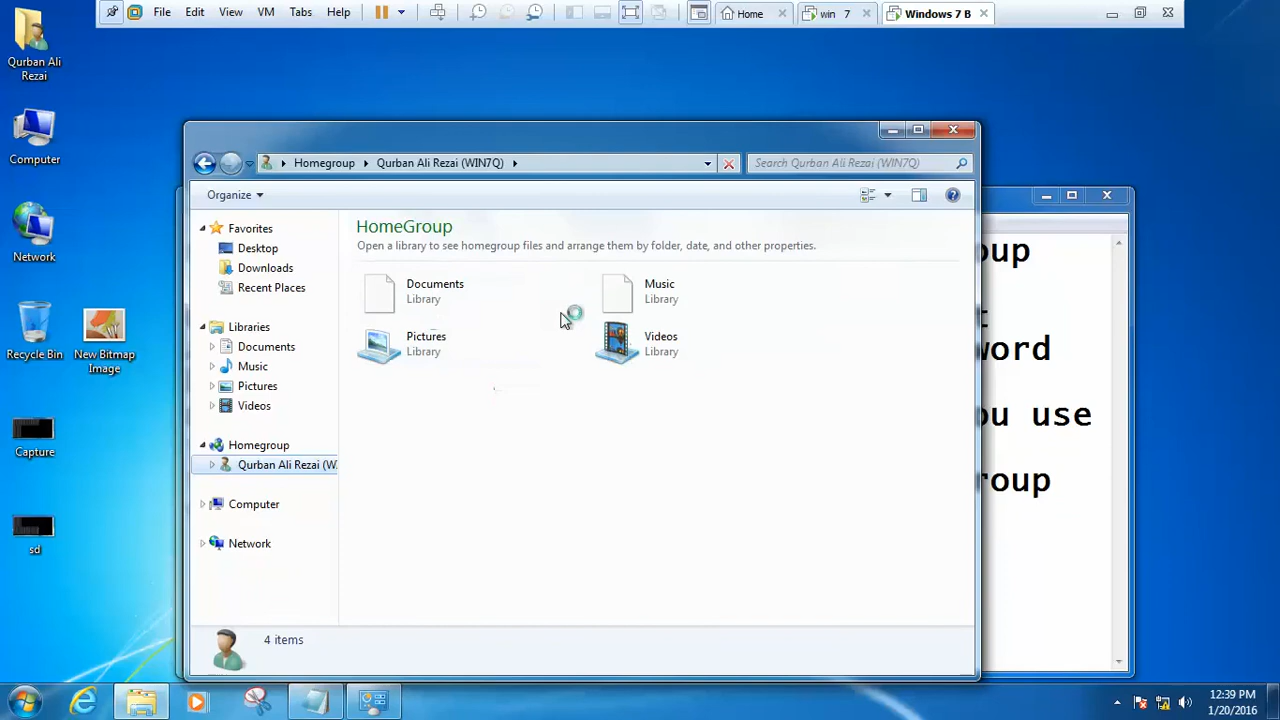 File Edit View VM Tabs Help
Home
win 7
Windows 7 B
Qurban Ali
Rezai
Computer
Network
Recycle Bin
New Bitmap
Image
Capture
sd
Homegroup
Qurban Ali Rezai (WIN7Q)
Search Qurban Ali Rezai (WIN7Q)
Organize
Favorites
Desktop
Downloads
Recent Places
Libraries
Documents
Music
Pictures
Videos
Homegroup
Qurban Ali Rezai (W
Computer
Network
HomeGroup
Open a library to see homegroup files and arrange them by folder, date, and other properties.
Documents
Library
Music
Library
Pictures
Library
Videos
Library
4 items
oup
word
ou use
roup
12:39 PM
1/20/2016